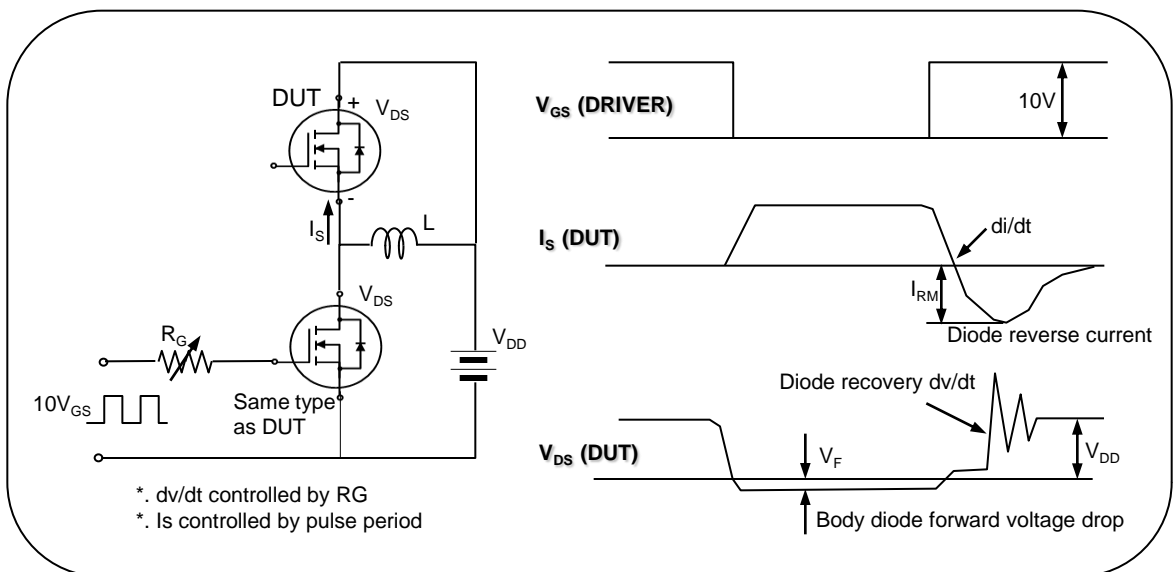 DUT
+
V_DS
-
I_S
L
V_DS
R_G
V_DD
10V_GS
Same type
as DUT
*. dv/dt controlled by RG
*. Is controlled by pulse period
V_GS (DRIVER)
10V
I_S (DUT)
di/dt
I_RM
Diode reverse current
Diode recovery dv/dt
V_DS (DUT)
V_F
V_DD
Body diode forward voltage drop